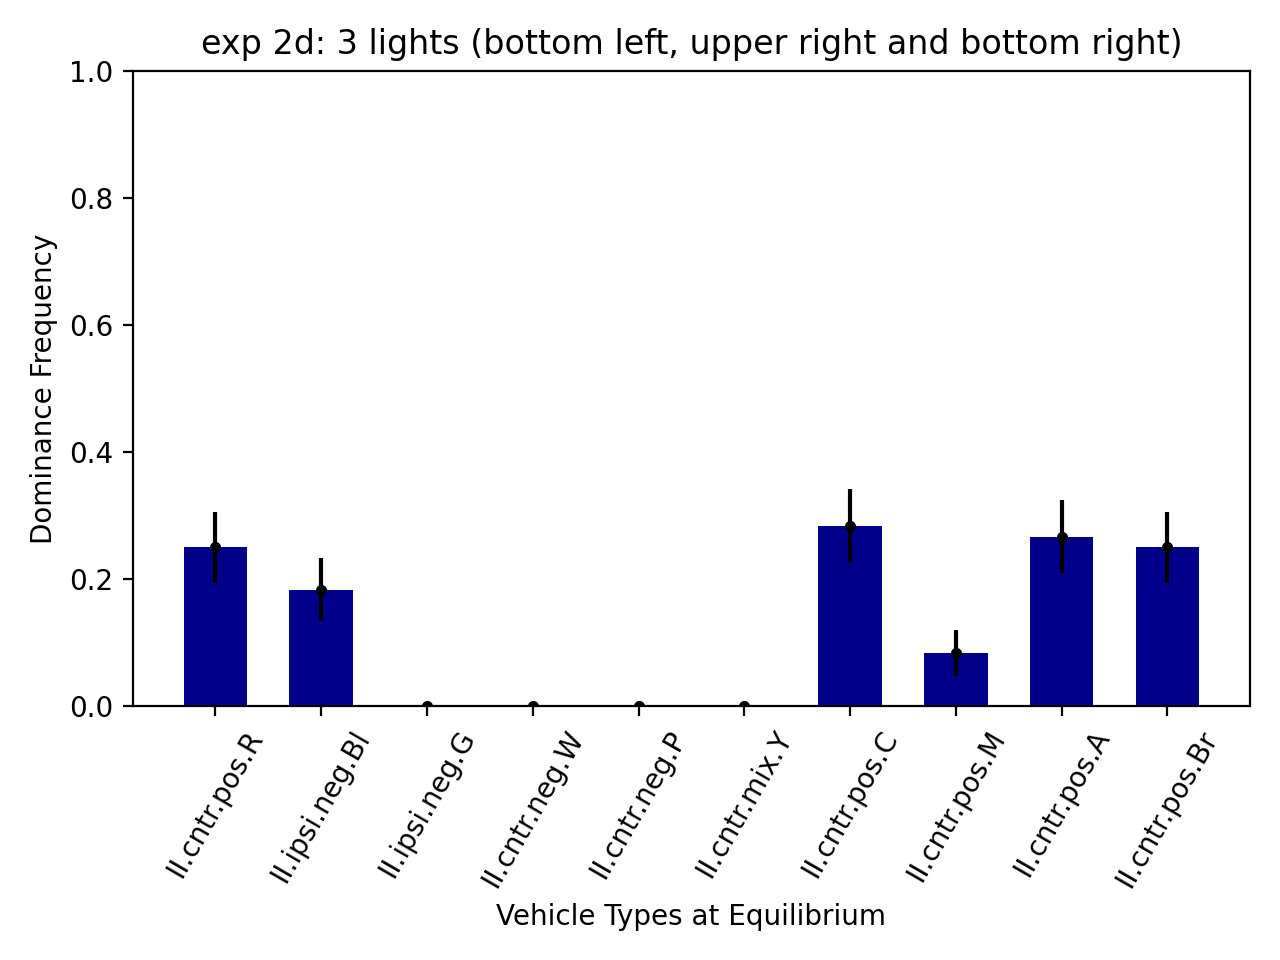 exp 2d: 3 lights (bottom left, upper right and bottom right)
1.0
0.8
0.6
0.4
0.2
0.0
Dominance Frequency
II.cntr.pos.R
II.ipsi.neg.Bl
II.ipsi.neg.G
II.cntr.neg.W
II.cntr.neg.P
II.cntr.mix.Y
II.cntr.pos.C
II.cntr.pos.M
II.cntr.pos.A
II.cntr.pos.Br
Vehicle Types at Equilibrium